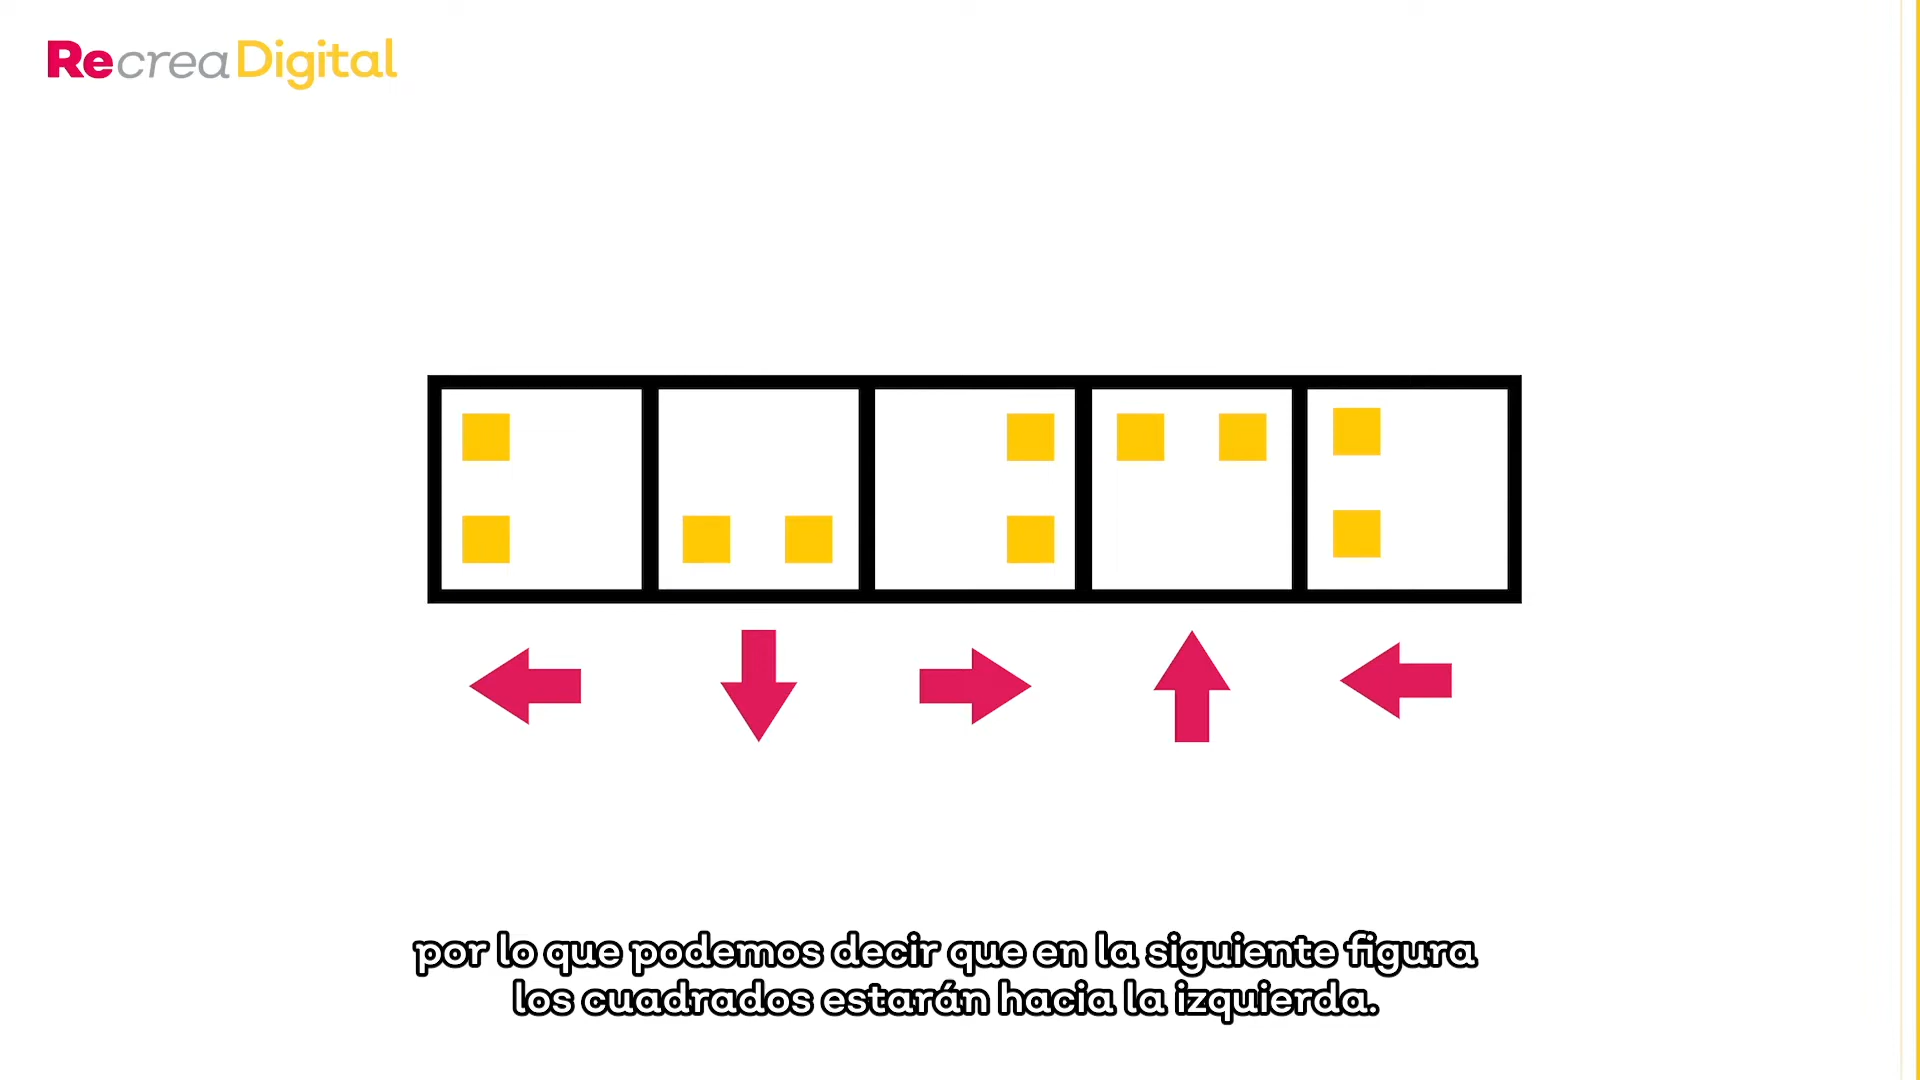 RecreaDigital
por lo que podemos decir que en la siguiente figura
los cuadrados estarán hacia la izquierda.